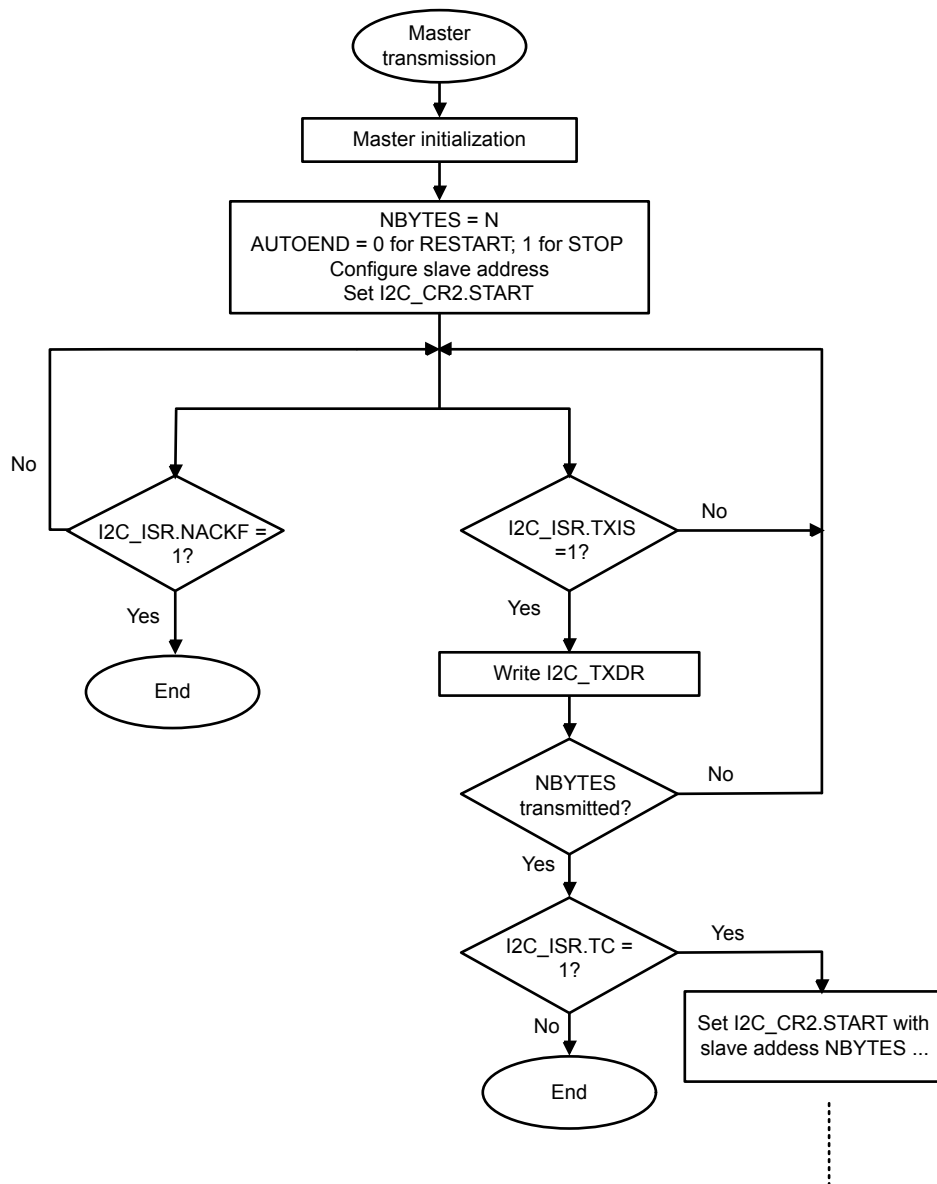 Master
transmission
Master initialization
NBYTES = N
AUTOEND = 0 for RESTART; 1 for STOP
Configure slave address
Set I2C_CR2.START
No
I2C_ISR.NACKF =
1?
Yes
End
I2C_ISR.TXIS
=1?
No
Yes
Write I2C_TXDR
NBYTES
transmitted?
No
Yes
I2C_ISR.TC =
1?
Yes
No
Set I2C_CR2.START with
slave addess NBYTES ...
End